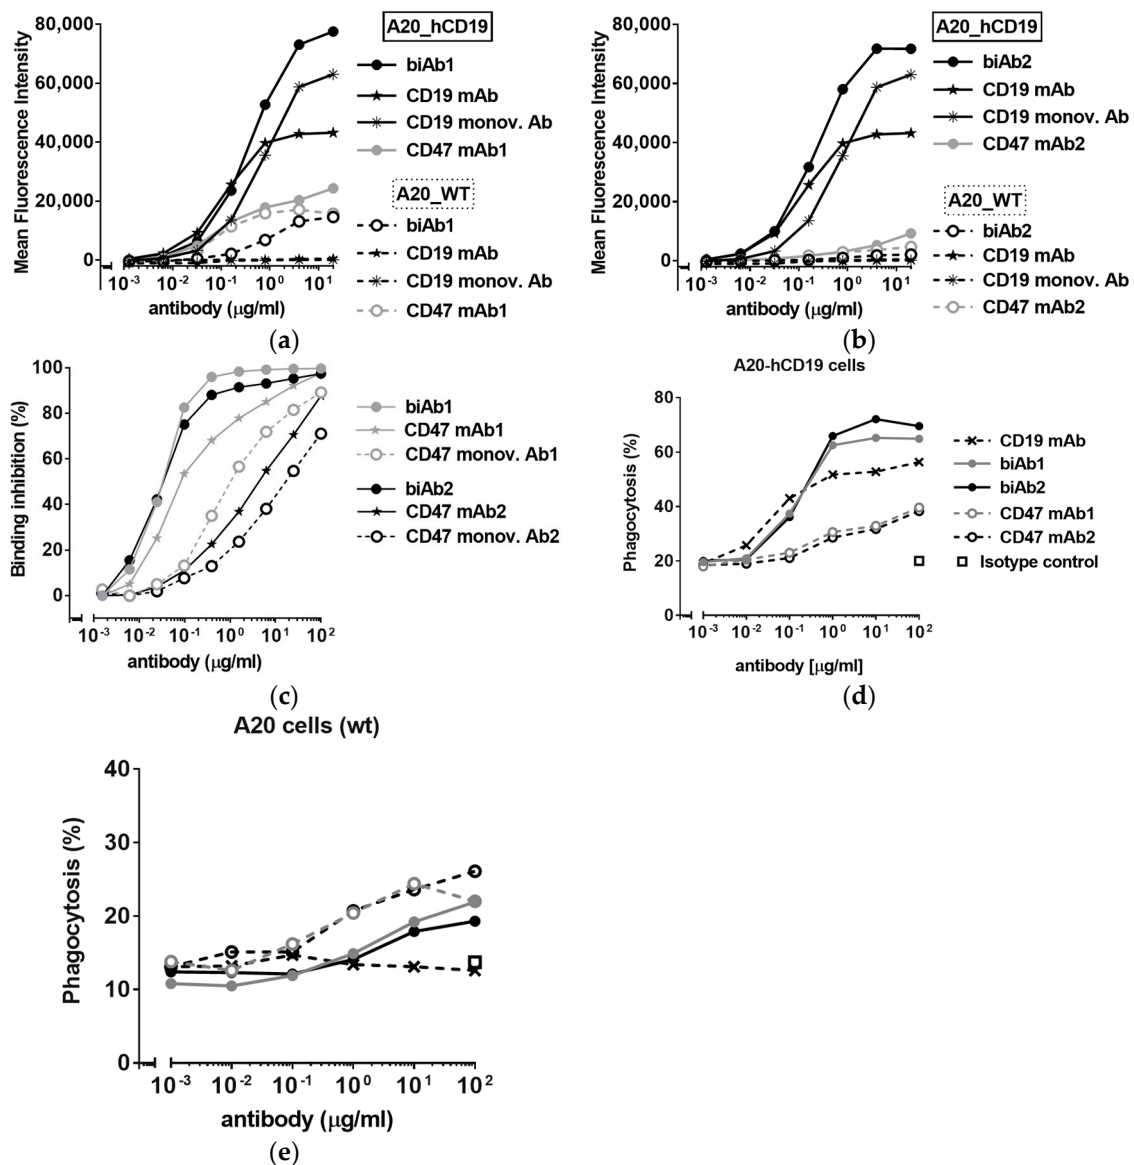 80,000
60,000
40,000
20,000
0
Mean Fluorescence Intensity
10-3 10-2 10-1 100 101
antibody (μg/ml)
A20_hCD19
biAb1
CD19 mAb
CD19 monov. Ab
CD47 mAb1
A20_WT
biAb1
CD19 mAb
CD19 monov. Ab
CD47 mAb1
(a)
80,000
60,000
40,000
20,000
0
Mean Fluorescence Intensity
10-3 10-2 10-1 100 101
antibody (μg/ml)
A20_hCD19
biAb2
CD19 mAb
CD19 monov. Ab
CD47 mAb2
A20_WT
biAb2
CD19 mAb
CD19 monov. Ab
CD47 mAb2
(b)
100
80
60
40
20
0
Binding inhibition (%)
10-3 10-2 10-1 100 101 102
antibody (μg/ml)
biAb1
CD47 mAb1
CD47 monov. Ab1
biAb2
CD47 mAb2
CD47 monov. Ab2
(c)
A20-hCD19 cells
80
60
40
20
0
Phagocytosis (%)
10-3 10-2 10-1 100 101 102
antibody [μg/ml]
CD19 mAb
biAb1
biAb2
CD47 mAb1
CD47 mAb2
Isotype control
(d)
A20 cells (wt)
40
30
20
10
0
Phagocytosis (%)
10-3 10-2 10-1 100 101 102
antibody (μg/ml)
(e)